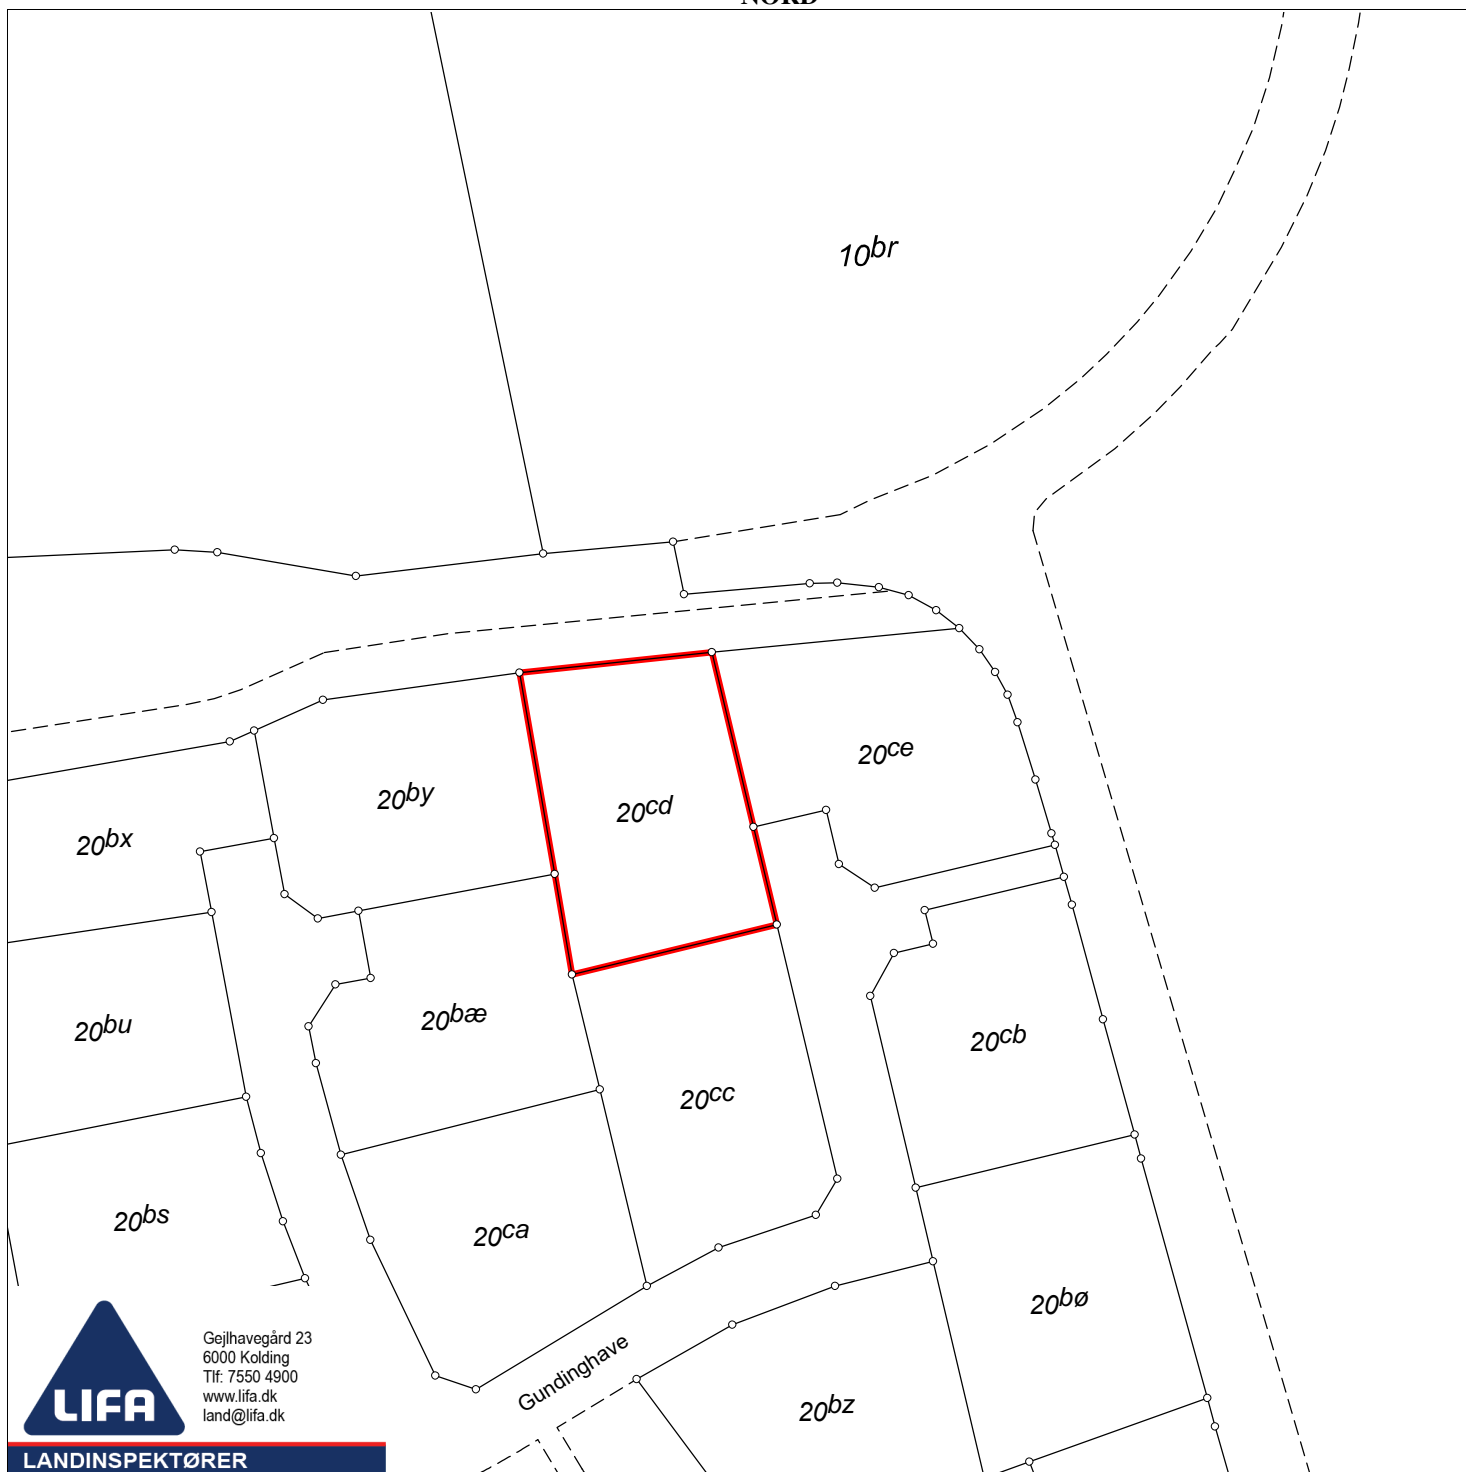 NORD
10br
20ce
20by
20cd
20bx
20bæ
20bu
20cb
20cc
20bs
20ca
20bø
Gundinghave
20bz
LIFA
Gejlhavegård 23
6000 Kolding
Tlf: 7550 4900
www.lifa.dk
land@lifa.dk
LANDINSPEKTØRER